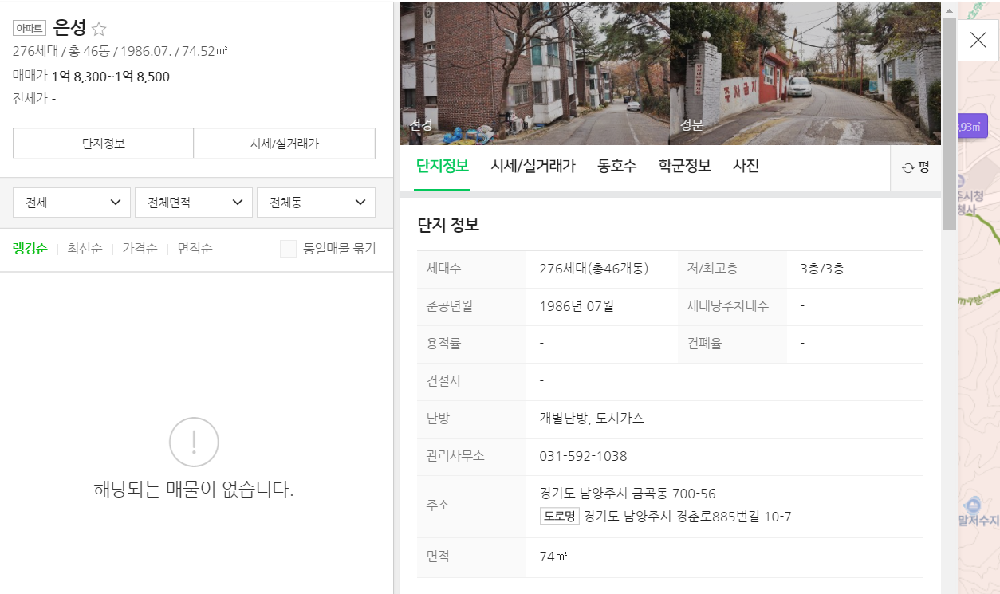 아파트 은성
276세대 / 총 46동 / 1986.07. / 74.52㎡
매매가 1억 8,300~1억 8,500
전세가 -
단지정보 시세/실거래가
전세 전체면적 전체동
랭킹순 최신순 가격순 면적순 동일매물 묶기
해당되는 매물이 없습니다.
전경
정문
주차금지
단지정보 시세/실거래가 동호수 학군정보 사진 평
단지 정보
세대수 276세대(총46개동) 저/최고층 3층/3층
준공년월 1986년 07월 세대당주차대수 -
용적률 - 건폐율 -
건설사 -
난방 개별난방, 도시가스
관리사무소 031-592-1038
주소 경기도 남양주시 금곡동 700-56
도로명 경기도 남양주시 경춘로885번길 10-7
면적 74㎡
.93㎡
주시청
청사
m·7분
말저수지